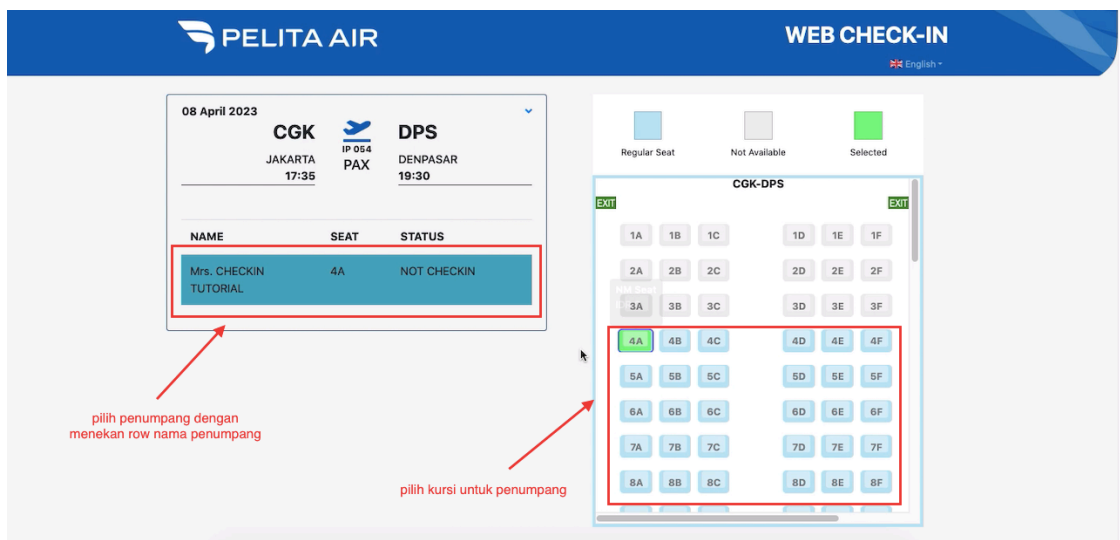 PELITA AIR
WEB CHECK-IN
English
08 April 2023
CGK
DPS
IP 054
JAKARTA
PAX
DENPASAR
17:35
19:30
NAME SEAT STATUS
Mrs. CHECKIN TUTORIAL 4A NOT CHECKIN
pilih penumpang dengan
menekan row nama penumpang
Regular Seat Not Available Selected
CGK-DPS
EXIT EXIT
1A 1B 1C 1D 1E 1F
2A 2B 2C 2D 2E 2F
NM Seat
3A 3B 3C 3D 3E 3F
4A 4B 4C 4D 4E 4F
5A 5B 5C 5D 5E 5F
6A 6B 6C 6D 6E 6F
7A 7B 7C 7D 7E 7F
8A 8B 8C 8D 8E 8F
pilih kursi untuk penumpang